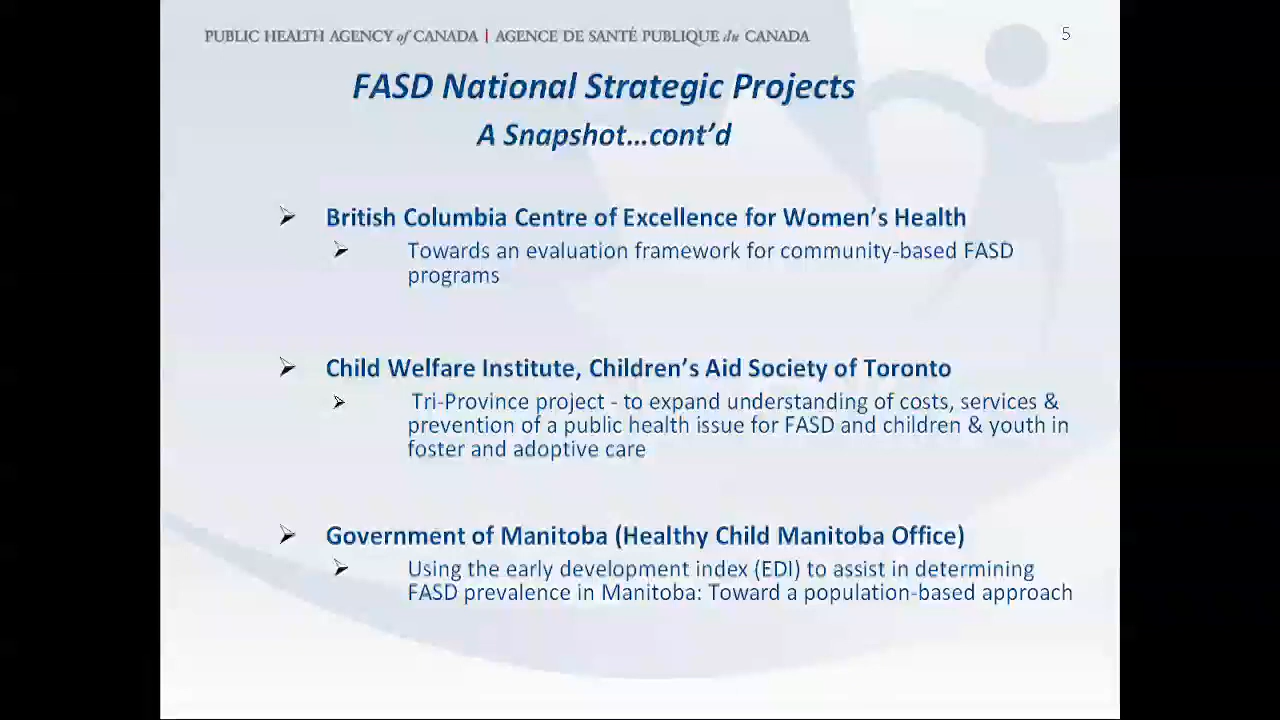 PUBLIC HEALTH AGENCY of CANADA | AGENCE DE SANTÉ PUBLIQUE du CANADA
5
FASD National Strategic Projects
A Snapshot...cont'd
➢ British Columbia Centre of Excellence for Women's Health
➢ Towards an evaluation framework for community-based FASD
programs
➢ Child Welfare Institute, Children's Aid Society of Toronto
➢ Tri-Province project - to expand understanding of costs, services &
prevention of a public health issue for FASD and children & youth in
foster and adoptive care
➢ Government of Manitoba (Healthy Child Manitoba Office)
➢ Using the early development index (EDI) to assist in determining
FASD prevalence in Manitoba: Toward a population-based approach